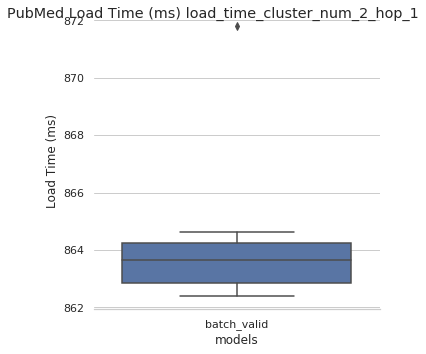 PubMed Load Time (ms) load_time_cluster_num_2_hop_1
872
870
868
866
864
862
Load Time (ms)
batch_valid
models